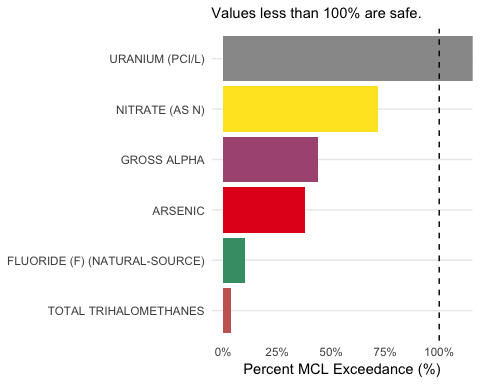 Values less than 100% are safe.
URANIUM (PCI/L)
NITRATE (AS N)
GROSS ALPHA
ARSENIC
FLUORIDE (F) (NATURAL-SOURCE)
TOTAL TRIHALOMETHANES
0% 25% 50% 75% 100%
Percent MCL Exceedance (%)